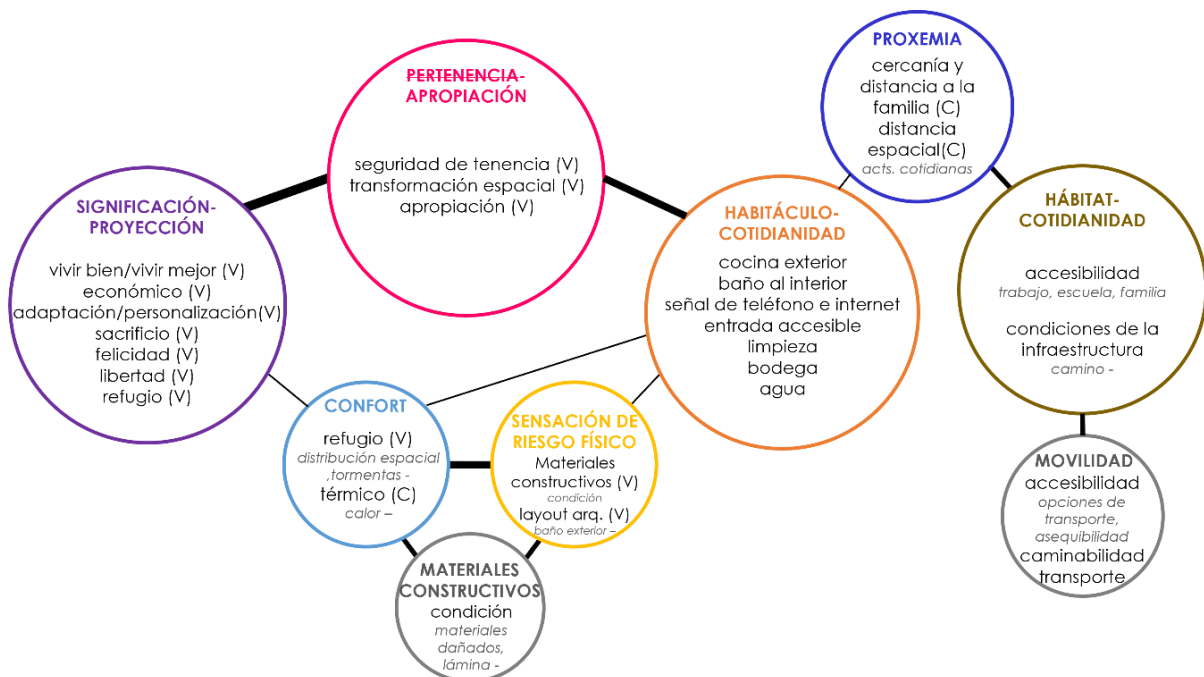 PERTENENCIA-
APROPIACIÓN
seguridad de tenencia (V)
transformación espacial (V)
apropiación (V)
PROXEMIA
cercanía y
distancia a la
familia (C)
distancia
espacial(C)
acts. cotidianas
SIGNIFICACIÓN-
PROYECCIÓN
vivir bien/vivir mejor (V)
económico (V)
adaptación/personalización(V)
sacrificio (V)
felicidad (V)
libertad (V)
refugio (V)
HABITÁCULO-
COTIDIANIDAD
cocina exterior
baño al interior
señal de teléfono e internet
entrada accesible
limpieza
bodega
agua
HÁBITAT-
COTIDIANIDAD
accesibilidad
trabajo, escuela, familia
condiciones de la
infraestructura
camino -
CONFORT
refugio (V)
distribución espacial
,tormentas -
térmico (C)
calor –
SENSACIÓN DE
RIESGO FÍSICO
Materiales
constructivos (V)
condición
layout arq. (V)
baño exterior –
MOVILIDAD
accesibilidad
opciones de
transporte,
asequibilidad
caminabilidad
transporte
MATERIALES
CONSTRUCTIVOS
condición
materiales
dañados,
lámina -